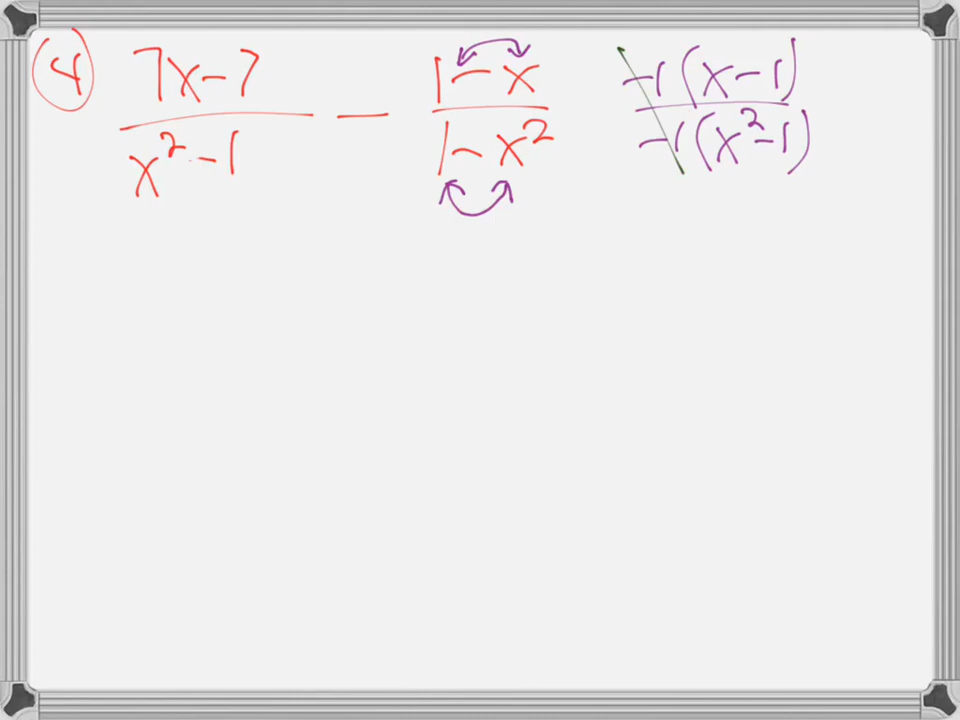 ④ 7x-7 / x²-1 - 1-x / 1-x² -1(x-1) / -1(x²-1)